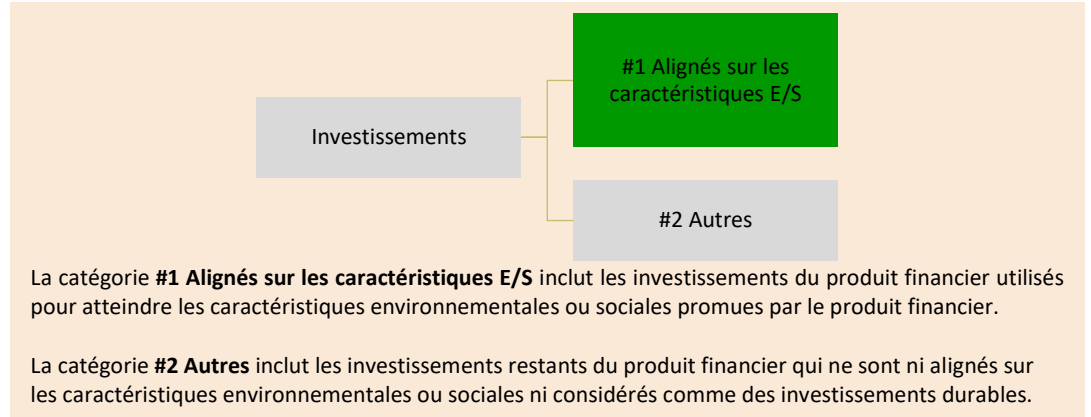 #1 Alignés sur les
caractéristiques E/S
Investissements
#2 Autres
La catégorie #1 Alignés sur les caractéristiques E/S inclut les investissements du produit financier utilisés
pour atteindre les caractéristiques environnementales ou sociales promues par le produit financier.
La catégorie #2 Autres inclut les investissements restants du produit financier qui ne sont ni alignés sur
les caractéristiques environnementales ou sociales ni considérés comme des investissements durables.